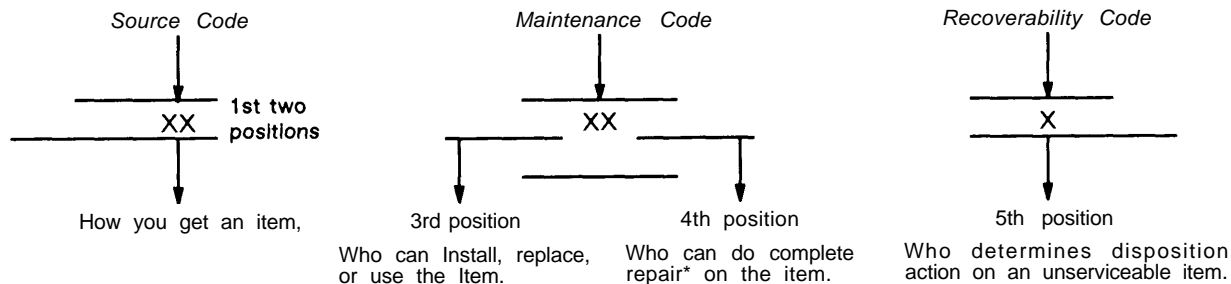 Source Code
Maintenance Code
Recoverability Code
1st two
XX
positions
XX
X
How you get an item,
3rd position
4th position
5th position
Who can Install, replace,
or use the Item.
Who can do complete
repair* on the item.
Who determines disposition
action on an unserviceable item.